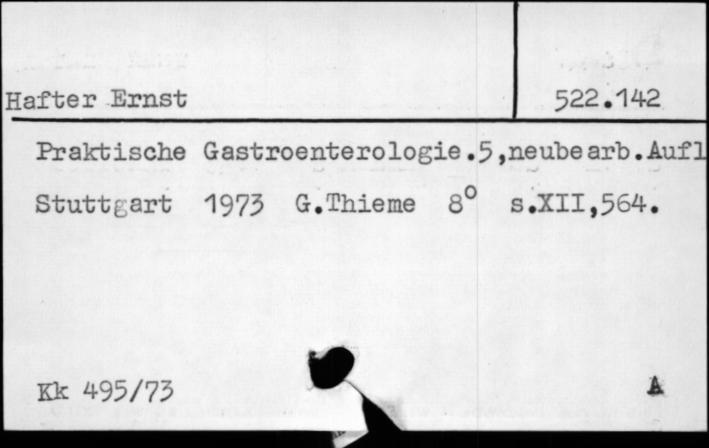 Hafter Ernst 522.142
Praktische Gastroenterologie.5,neubearb.Aufl
Stuttgart 1973 G.Thieme 8° s.XII,564.
Kk 495/73 A